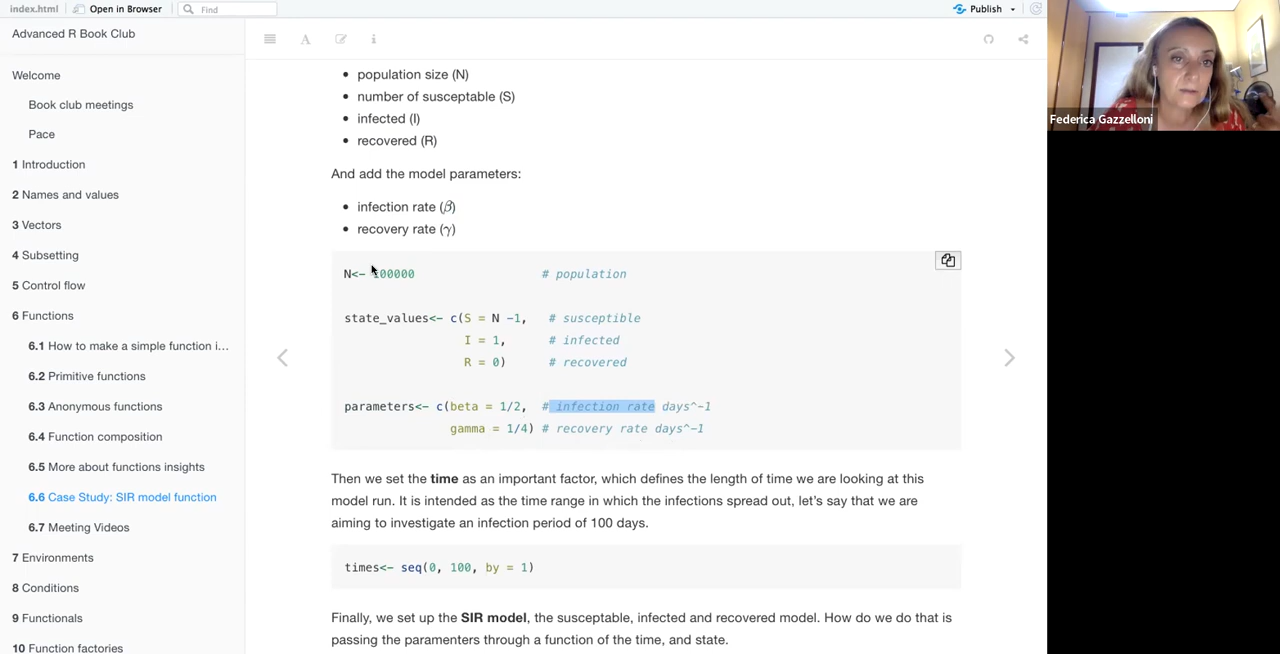 index.html
Open in Browser
Find
Publish
Advanced R Book Club
Welcome
Book club meetings
Pace
1 Introduction
2 Names and values
3 Vectors
4 Subsetting
5 Control flow
6 Functions
6.1 How to make a simple function i...
6.2 Primitive functions
6.3 Anonymous functions
6.4 Function composition
6.5 More about functions insights
6.6 Case Study: SIR model function
6.7 Meeting Videos
7 Environments
8 Conditions
9 Functionals
10 Function factories
A
i
• population size (N)
• number of susceptable (S)
• infected (I)
• recovered (R)
And add the model parameters:
• infection rate (β)
• recovery rate (γ)
N<- 100000 # population
state_values<- c(S = N -1, # susceptible
I = 1, # infected
R = 0) # recovered
parameters<- c(beta = 1/2, # infection rate days^-1
gamma = 1/4) # recovery rate days^-1
Then we set the time as an important factor, which defines the length of time we are looking at this
model run. It is intended as the time range in which the infections spread out, let's say that we are
aiming to investigate an infection period of 100 days.
times<- seq(0, 100, by = 1)
Finally, we set up the SIR model, the susceptable, infected and recovered model. How do we do that is
passing the paramenters through a function of the time, and state.
Federica Gazzelloni